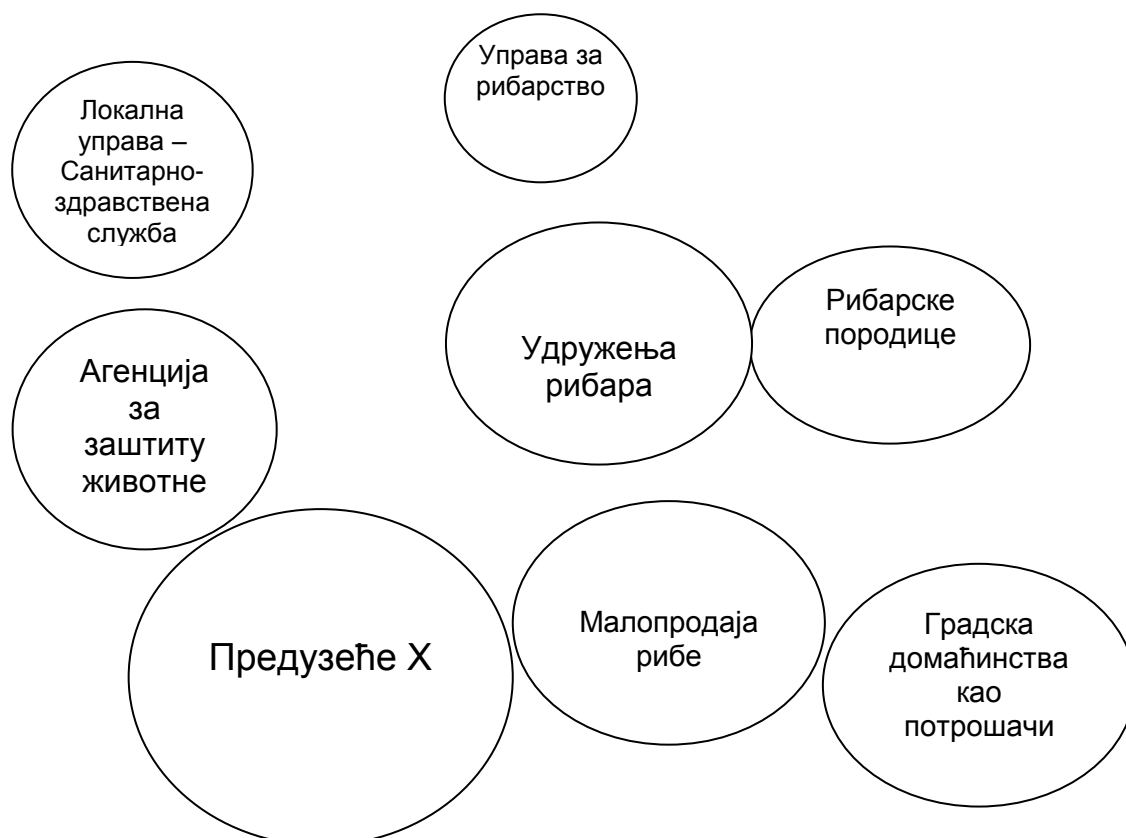 Управа за
рибарство
Локална
управа –
Санитарно-
здравствена
служба
Рибарске
породице
Удружења
рибара
Агенција
за
заштиту
животне
Предузеће X
Малопродаја
рибе
Градска
домаћинства
као
потрошачи